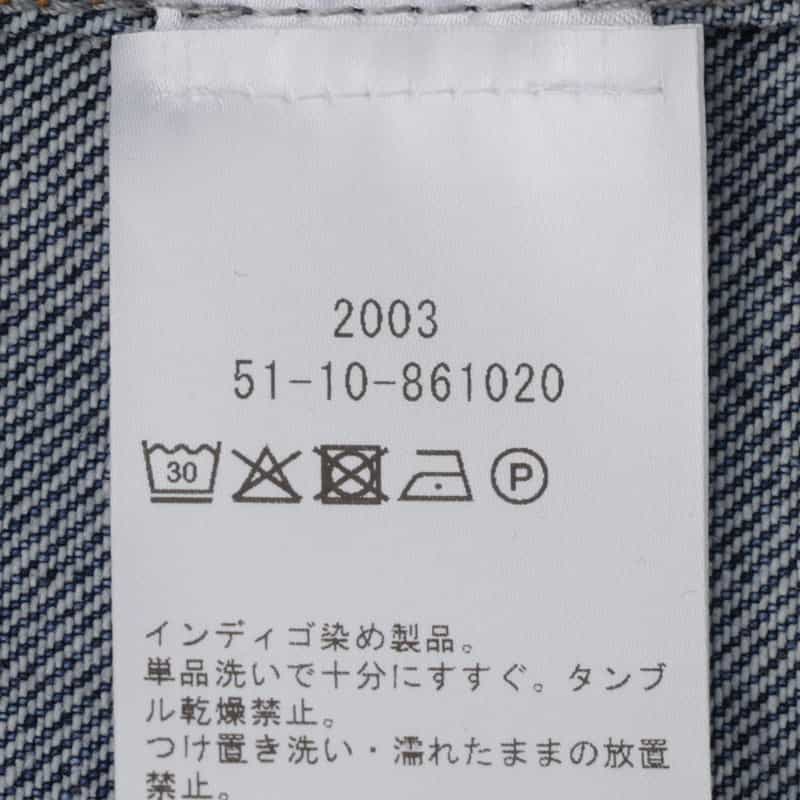 2003
51-10-861020
30
P
インディゴ染め製品。
単品洗いで十分にすすぐ。タンブ
ル乾燥禁止。
つけ置き洗い・濡れたままの放置
禁止。